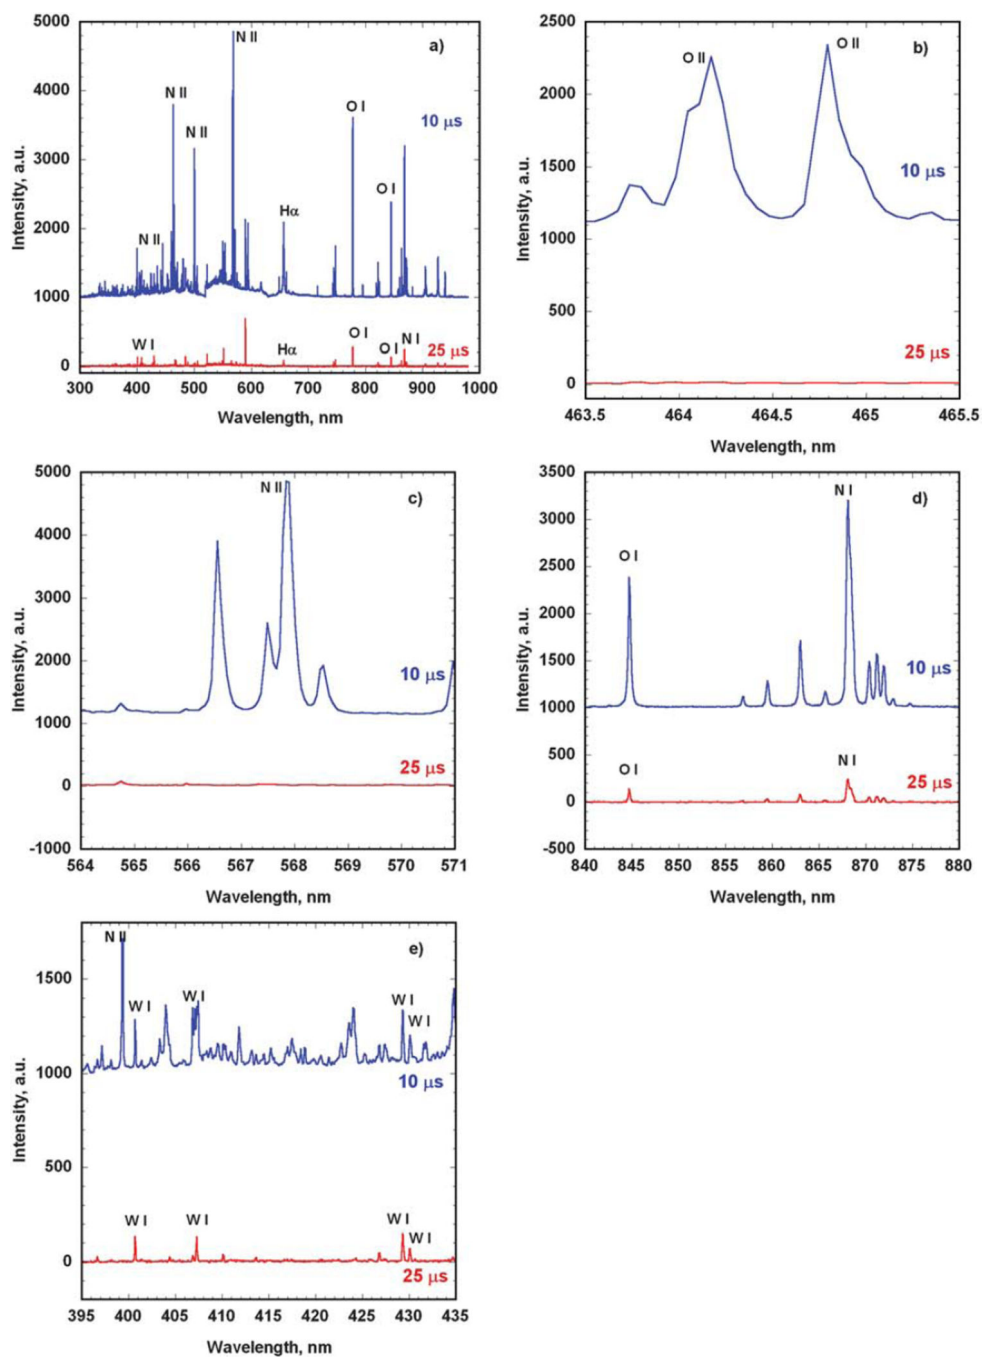 5000
4000
3000
2000
1000
0
Intensity, a.u.
a)
N II
N II
N II
N II
10 µs
O I
O I
Hα
W I
Hα
O I
O I
N I
25 µs
300 400 500 600 700 800 900 1000
Wavelength, nm
2500
2000
1500
1000
500
0
Intensity, a.u.
b)
O II
O II
10 µs
25 µs
463.5 464 464.5 465 465.5
Wavelength, nm
5000
4000
3000
2000
1000
0
-1000
Intensity, a.u.
c)
N II
10 µs
25 µs
564 565 566 567 568 569 570 571
Wavelength, nm
3500
3000
2500
2000
1500
1000
500
0
-500
Intensity, a.u.
d)
N I
O I
10 µs
N I
O I
25 µs
840 845 850 855 860 865 870 875 880
Wavelength, nm
1500
1000
500
0
Intensity, a.u.
e)
N II
W I
W I
W I
W I
10 µs
W I
W I
W I
W I
25 µs
395 400 405 410 415 420 425 430 435
Wavelength, nm